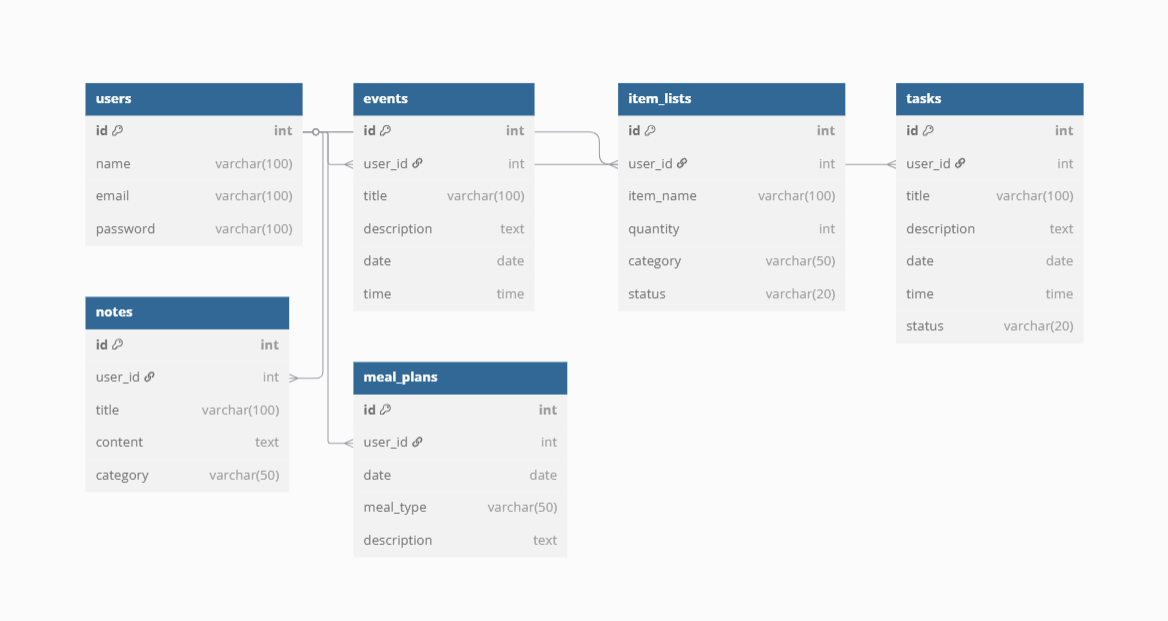 users
id int
name varchar(100)
email varchar(100)
password varchar(100)
events
id int
user_id int
title varchar(100)
description text
date date
time time
item_lists
id int
user_id int
item_name varchar(100)
quantity int
category varchar(50)
status varchar(20)
tasks
id int
user_id int
title varchar(100)
description text
date date
time time
status varchar(20)
notes
id int
user_id int
title varchar(100)
content text
category varchar(50)
meal_plans
id int
user_id int
date date
meal_type varchar(50)
description text